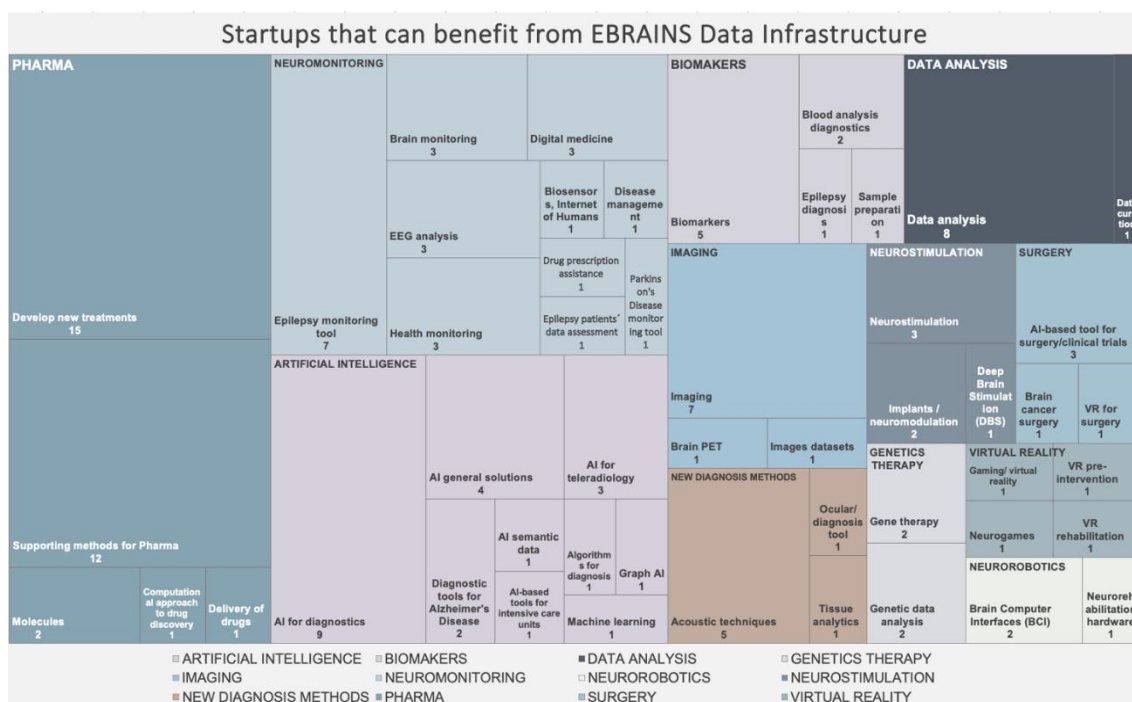 Startups that can benefit from EBRAINS Data Infrastructure
PHARMA
Develop new treatments
15
Supporting methods for Pharma
12
Molecules
2
Computation
al approach
to drug
discovery
1
Delivery of
drugs
1
NEUROMONITORING
Epilepsy monitoring
tool
7
Brain monitoring
3
Digital medicine
3
EEG analysis
3
Health monitoring
3
Biosensor
s, Internet
of Humans
1
Disease
manageme
nt
1
Drug prescription
assistance
1
Epilepsy patients´
data assessment
1
Parkins
on's
Disease
monitor
ing tool
1
ARTIFICIAL INTELLIGENCE
AI for diagnostics
9
AI general solutions
4
AI for
teleradiology
3
Diagnostic
tools for
Alzheimer's
Disease
2
AI semantic
data
1
AI-based
tools for
intensive care
units
1
Algorithm
s for
diagnosis
1
Graph AI
1
Machine learning
1
BIOMAKERS
Biomarkers
5
Blood analysis
diagnostics
2
Epilepsy
diagnosi
s
1
Sample
preparati
on
1
DATA ANALYSIS
Data analysis
8
Dat
cur
tion
1
IMAGING
Imaging
7
Brain PET
1
Images datasets
1
NEUROSTIMULATION
Neurostimulation
3
Implants /
neuromodulation
2
Deep
Brain
Stimulat
ion
(DBS)
1
SURGERY
AI-based tool for
surgery/clinical trials
3
Brain
cancer
surgery
1
VR for
surgery
1
NEW DIAGNOSIS METHODS
Acoustic techniques
5
Ocular/
diagnosis
tool
1
Tissue
analytics
1
GENETICS
THERAPY
Gene therapy
2
Genetic data
analysis
2
VIRTUAL REALITY
Gaming/ virtual
reality
1
VR pre-
intervention
1
Neurogames
1
VR
rehabilitation
1
NEUROROBOTICS
Brain Computer
Interfaces (BCI)
2
Neuroreh
abilitation
hardware
1
ARTIFICIAL INTELLIGENCE
BIOMAKERS
DATA ANALYSIS
GENETICS THERAPY
IMAGING
NEUROMONITORING
NEUROROBOTICS
NEUROSTIMULATION
NEW DIAGNOSIS METHODS
PHARMA
SURGERY
VIRTUAL REALITY